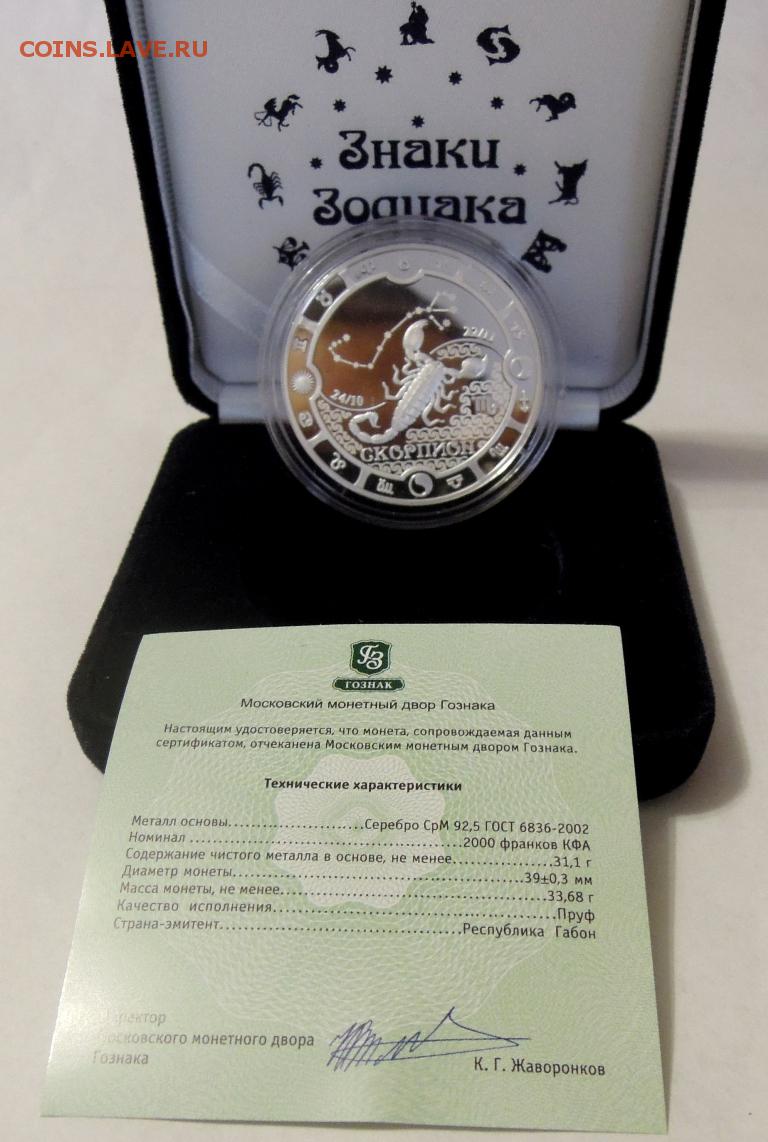 COINS.LAVE.RU
Знаки
Зодиака
22/11
24/10
СКОРПИОН
ГЗ
ГОЗНАК
Московский монетный двор Гознака
Настоящим удостоверяется, что монета, сопровождаемая данным
сертификатом, отчеканена Московским монетным двором Гознака.
Технические характеристики
Металл основы........................Серебро СрМ 92,5 ГОСТ 6836-2002
Номинал ................................................2000 франков КФА
Содержание чистого металла в основе, не менее..................31,1 г
Диаметр монеты....................................................39±0,3 мм
Масса монеты, не менее................................................33,68 г
Качество исполнения....................................................Пруф
Страна-эмитент..........................................Республика Габон
Директор
Московского монетного двора
Гознака
К. Г. Жаворонков